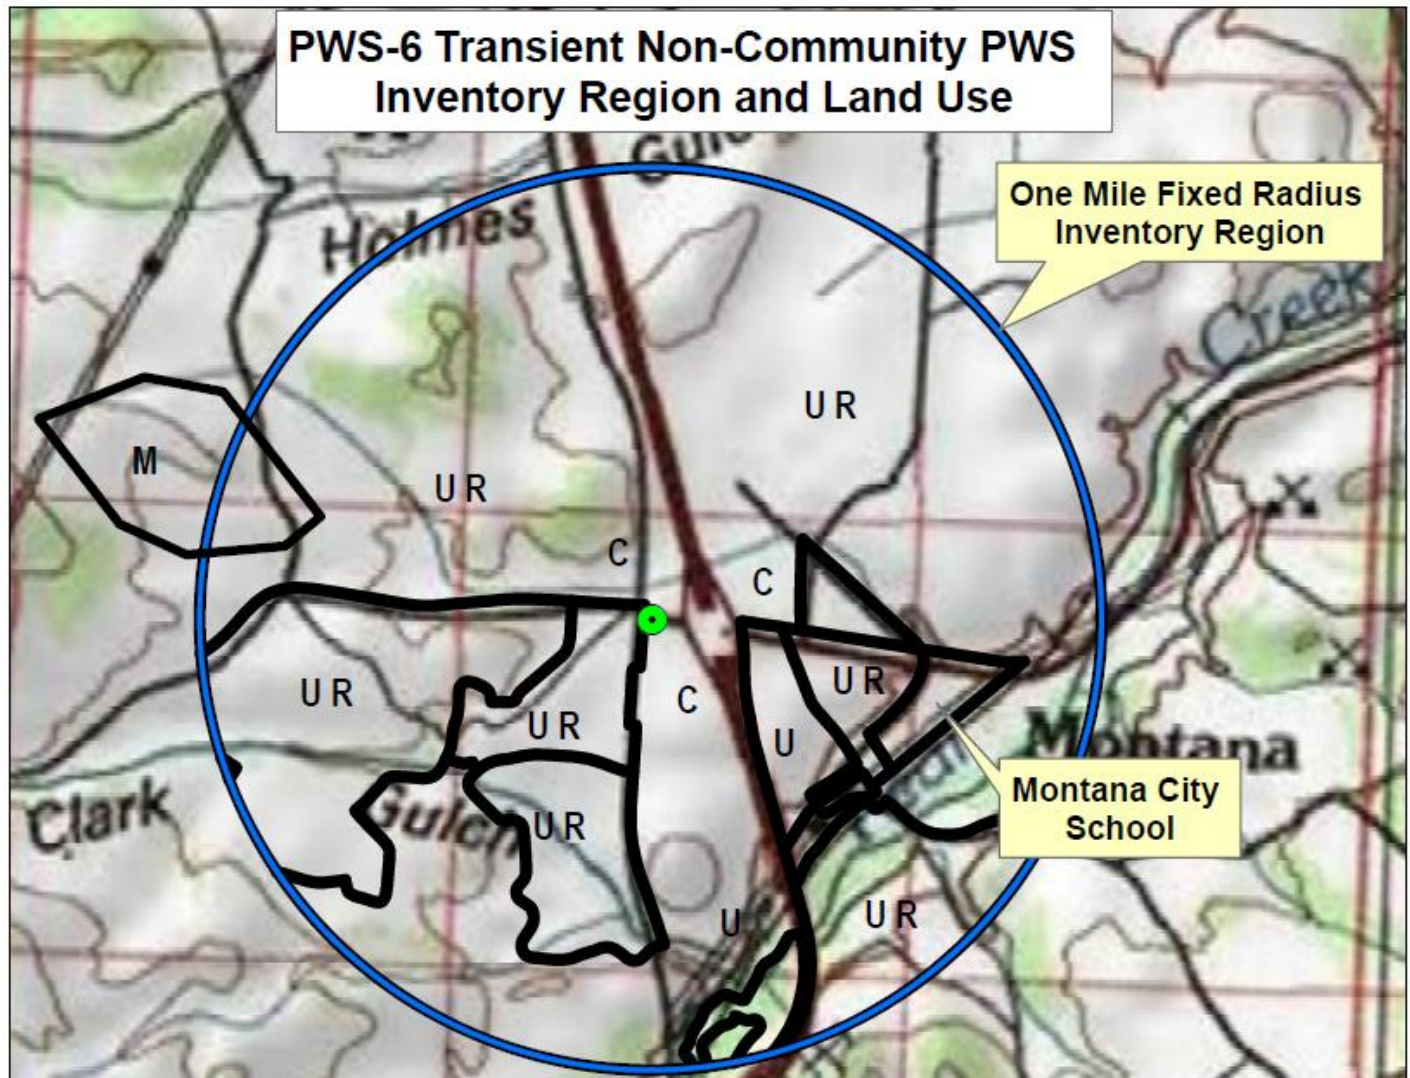 PWS-6 Transient Non-Community PWS
Inventory Region and Land Use
One Mile Fixed Radius
Inventory Region
Holmes
Creek
U R
M
U R
C
C
U R
U R
C
U R
U
Montana
Montana City
School
Clark
Gulch
U R
U
U R